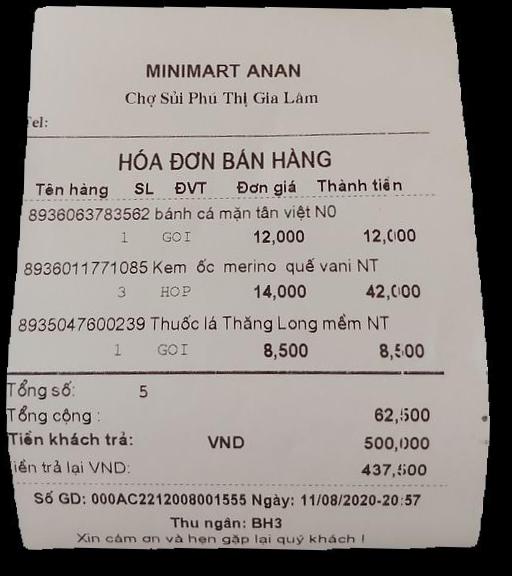 MINIMART ANAN
Chợ Sủi Phú Thị Gia Lâm
Tel:
HÓA ĐƠN BÁN HÀNG
Tên hàng SL ĐVT Đơn giá Thành tiền
8936063783562 bánh cá mặn tân việt N0
1 GOI 12,000 12,000
8936011771085 Kem ốc merino quế vani NT
3 HOP 14,000 42,000
8935047600239 Thuốc lá Thăng Long mềm NT
1 GOI 8,500 8,500
Tổng số: 5
Tổng cộng : 62,500
Tiền khách trả: VND 500,000
Tiền trả lại VND: 437,500
Số GD: 000AC2212008001555 Ngày: 11/08/2020-20:57
Thu ngân: BH3
Xin cám ơn và hẹn gặp lại quý khách !